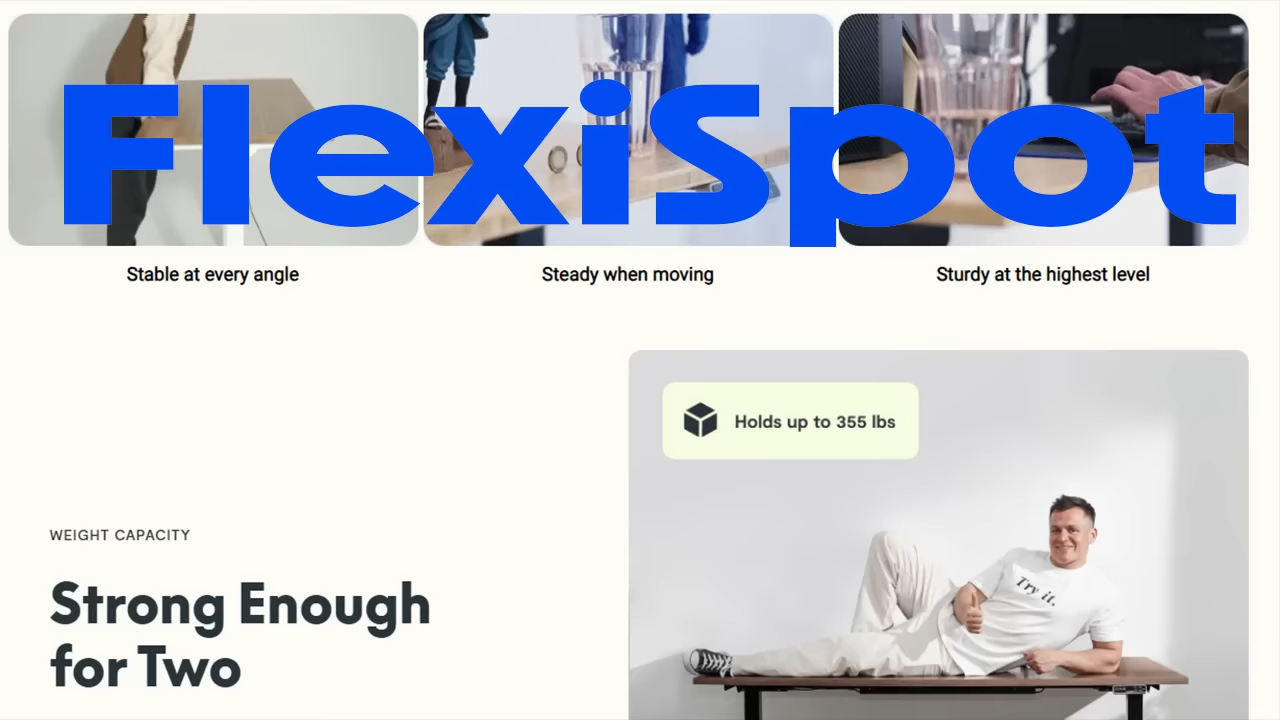 FlexiSpot
Stable at every angle
Steady when moving
Sturdy at the highest level
Holds up to 355 lbs
WEIGHT CAPACITY
Strong Enough
for Two
Try it.